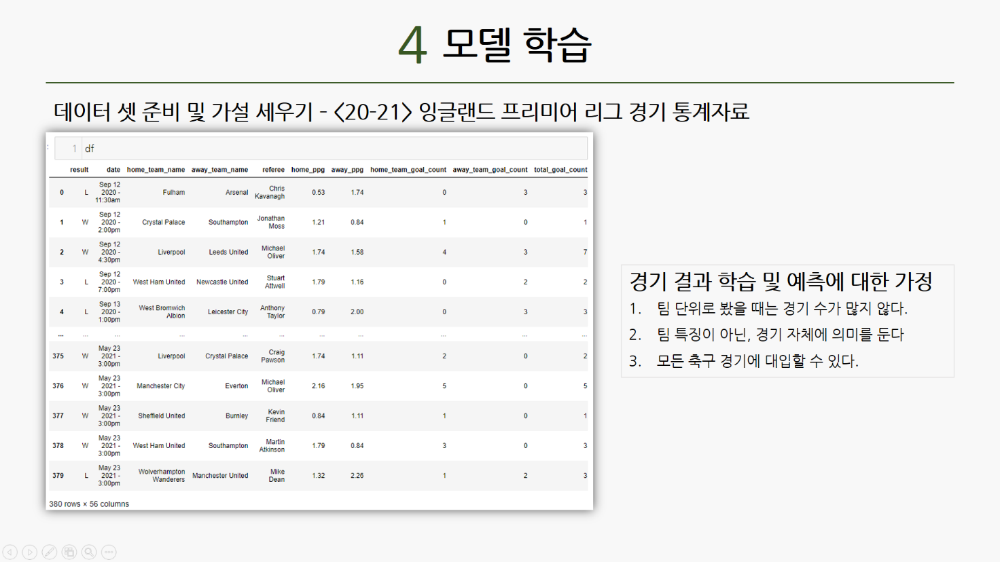 4 모델 학습
데이터 셋 준비 및 가설 세우기 - <20-21> 잉글랜드 프리미어 리그 경기 통계자료
: 1 df
result date home_team_name away_team_name referee home_ppg away_ppg home_team_goal_count away_team_goal_count total_goal_count
0 L Sep 12 2020 - 11:30am Fulham Arsenal Chris Kavanagh 0.53 1.74 0 3 3
1 W Sep 12 2020 - 2:00pm Crystal Palace Southampton Jonathan Moss 1.21 0.84 1 0 1
2 W Sep 12 2020 - 4:30pm Liverpool Leeds United Michael Oliver 1.74 1.58 4 3 7
3 L Sep 12 2020 - 7:00pm West Ham United Newcastle United Stuart Attwell 1.79 1.16 0 2 2
4 L Sep 13 2020 - 1:00pm West Bromwich Albion Leicester City Anthony Taylor 0.79 2.00 0 3 3
... ... ... ... ... ... ... ... ... ... ...
375 W May 23 2021 - 3:00pm Liverpool Crystal Palace Craig Pawson 1.74 1.11 2 0 2
376 W May 23 2021 - 3:00pm Manchester City Everton Michael Oliver 2.16 1.95 5 0 5
377 W May 23 2021 - 3:00pm Sheffield United Burnley Kevin Friend 0.84 1.11 1 0 1
378 W May 23 2021 - 3:00pm West Ham United Southampton Martin Atkinson 1.79 0.84 3 0 3
379 L May 23 2021 - 3:00pm Wolverhampton Wanderers Manchester United Mike Dean 1.32 2.26 1 2 3
380 rows × 56 columns
경기 결과 학습 및 예측에 대한 가정
1. 팀 단위로 봤을 때는 경기 수가 많지 않다.
2. 팀 특징이 아닌, 경기 자체에 의미를 둔다
3. 모든 축구 경기에 대입할 수 있다.